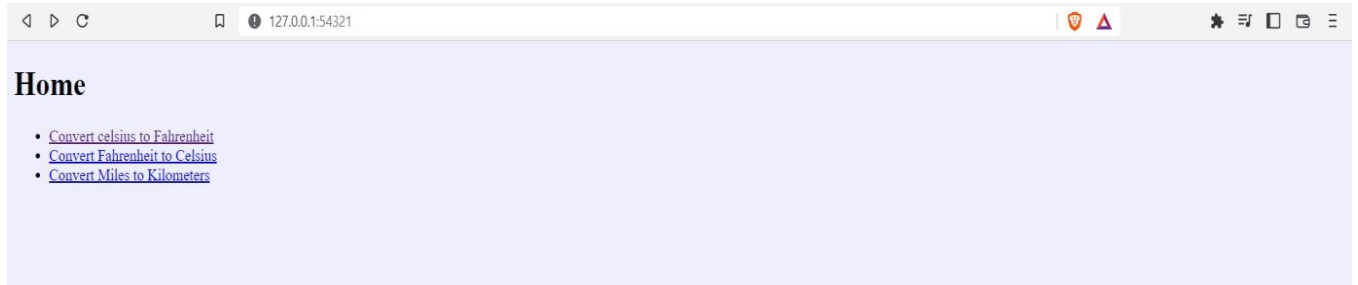 127.0.0.1:54321
Home
Convert celsius to Fahrenheit
Convert Fahrenheit to Celsius
Convert Miles to Kilometers